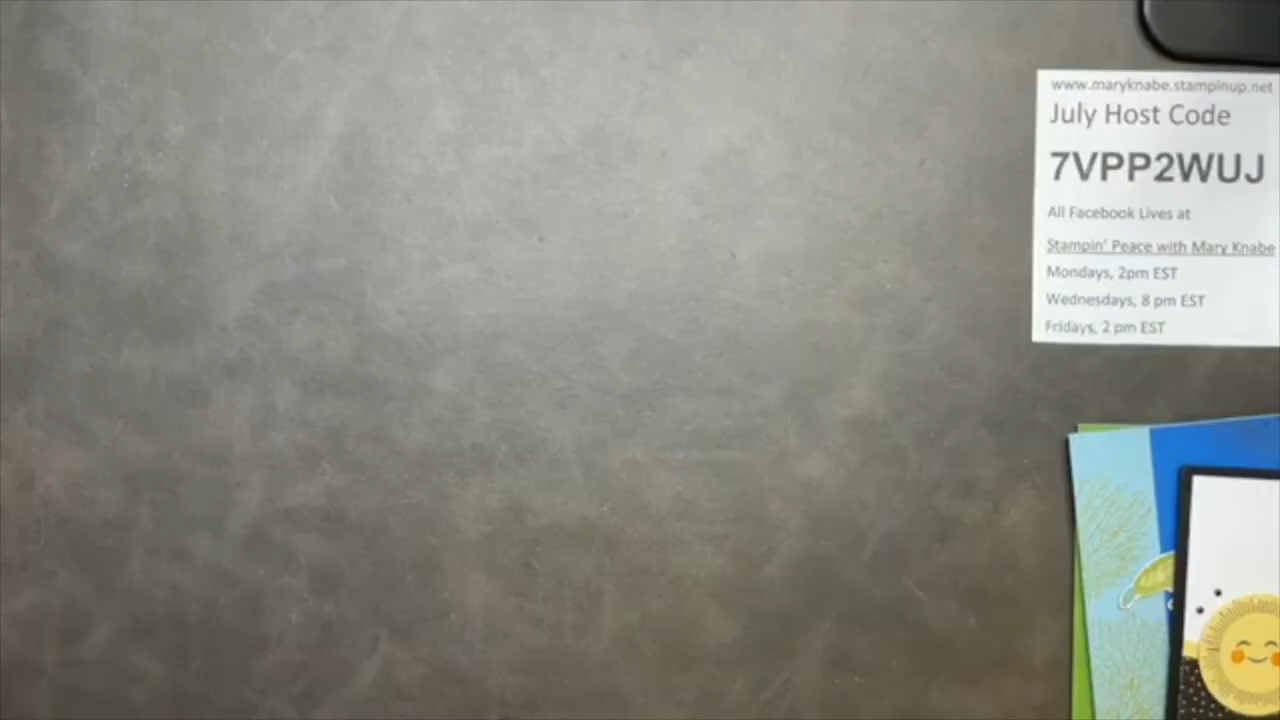 www.maryknabe.stampinup.net
July Host Code
7VPP2WUJ
All Facebook Lives at
Stampin' Peace with Mary Knabe
Mondays, 2pm EST
Wednesdays, 8 pm EST
Fridays, 2 pm EST